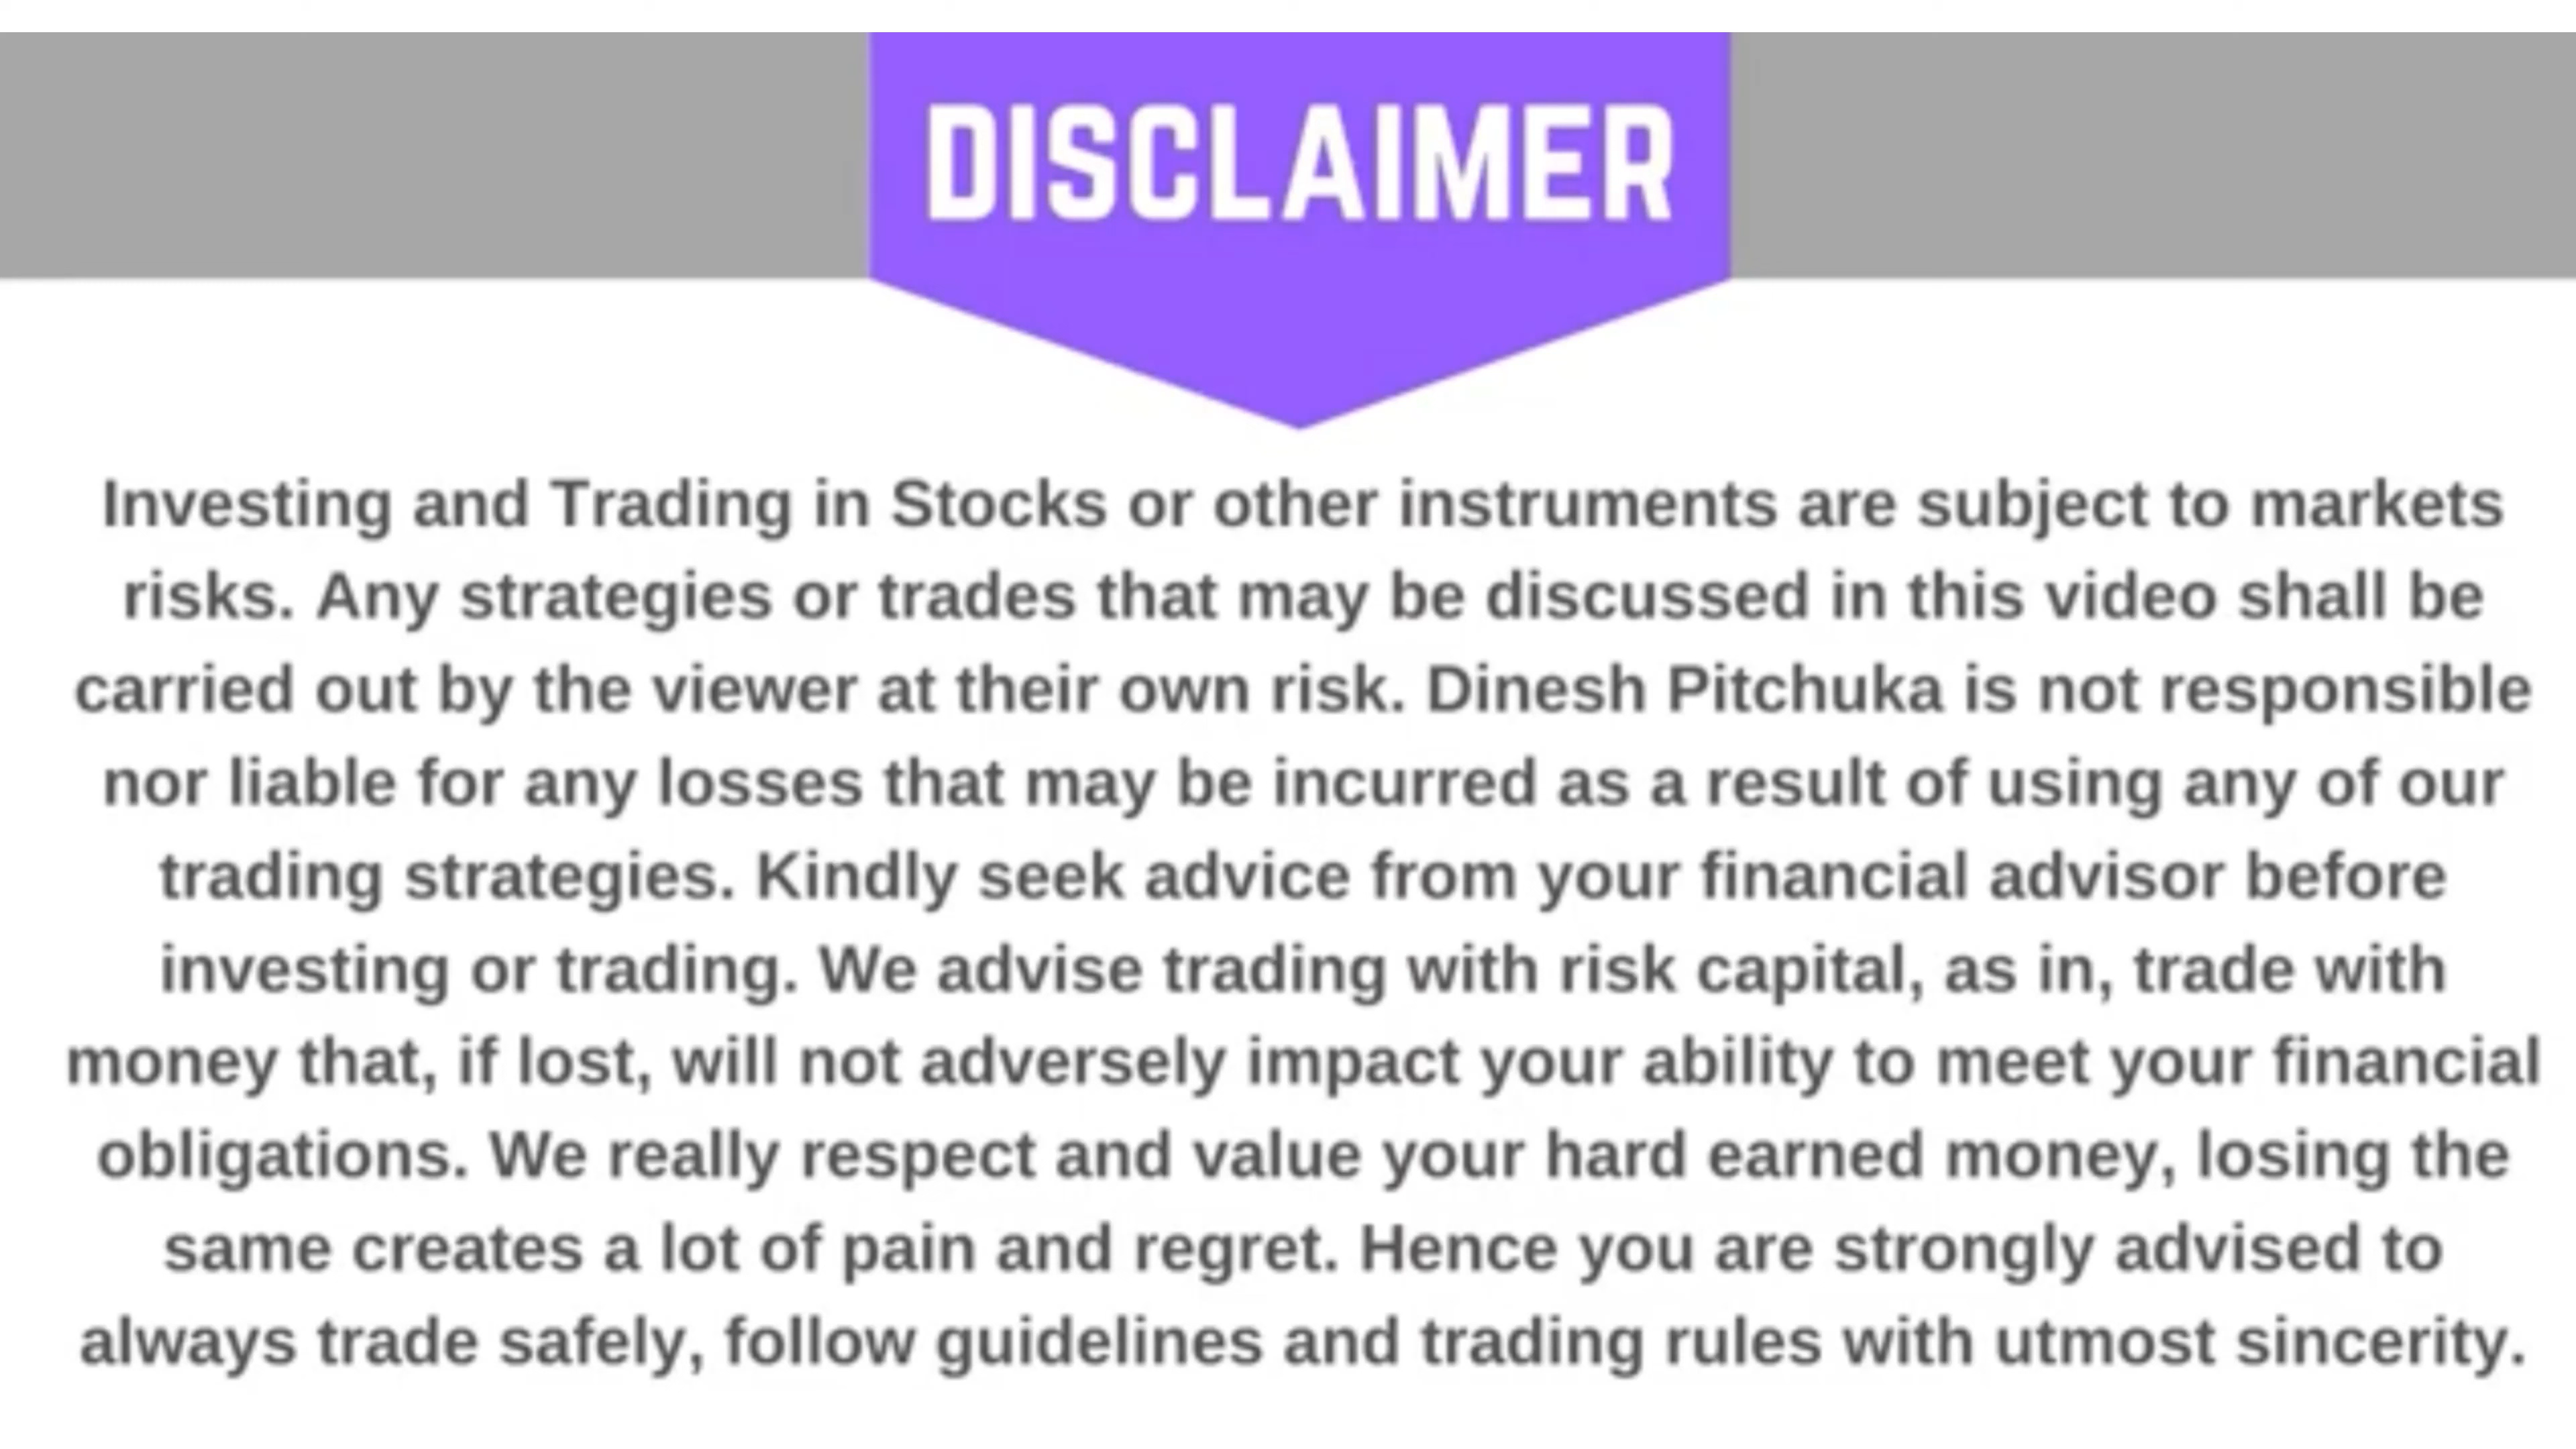 DISCLAIMER
Investing and Trading in Stocks or other instruments are subject to markets
risks. Any strategies or trades that may be discussed in this video shall be
carried out by the viewer at their own risk. Dinesh Pitchuka is not responsible
nor liable for any losses that may be incurred as a result of using any of our
trading strategies. Kindly seek advice from your financial advisor before
investing or trading. We advise trading with risk capital, as in, trade with
money that, if lost, will not adversely impact your ability to meet your financial
obligations. We really respect and value your hard earned money, losing the
same creates a lot of pain and regret. Hence you are strongly advised to
always trade safely, follow guidelines and trading rules with utmost sincerity.